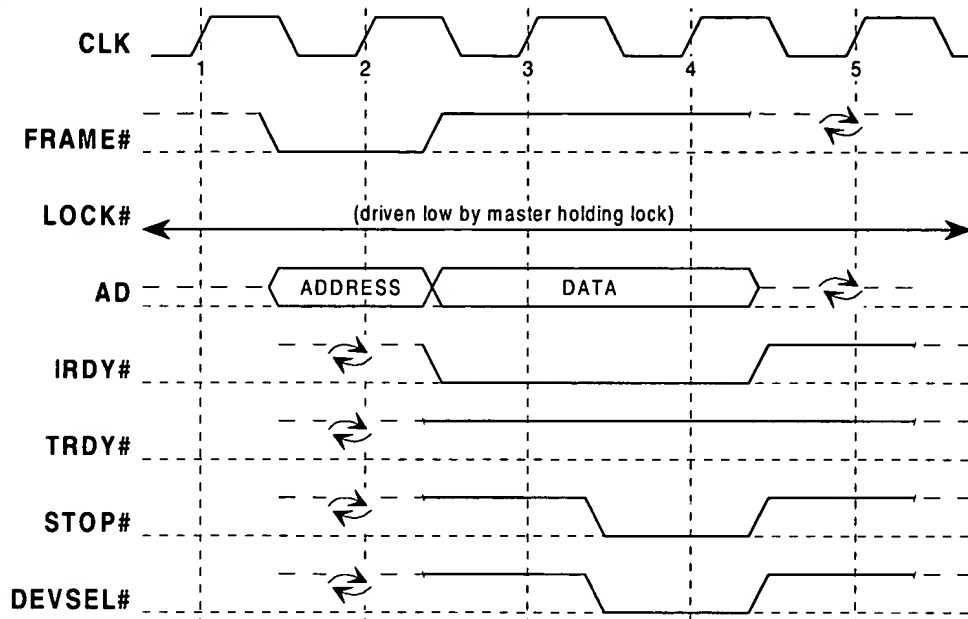 CLK
1 2 3 4 5
FRAME#
LOCK#
(driven low by master holding lock)
AD
ADDRESS DATA
IRDY#
TRDY#
STOP#
DEVSEL#